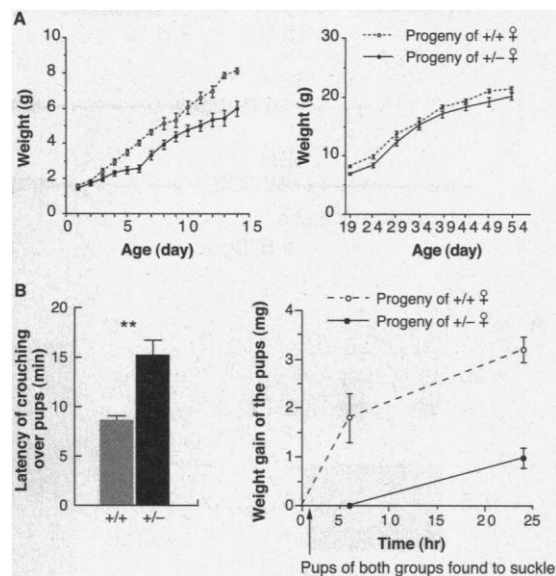 A
Weight (g)
10
8
6
4
2
0
0 5 10 15
Age (day)
Progeny of +/+ ♀
Progeny of +/− ♀
Weight (g)
30
20
10
0
19 24 29 34 39 44 49 54
Age (day)
B
Latency of crouching
over pups (min)
20
15
10
5
0
**
+/+ +/−
Progeny of +/+ ♀
Progeny of +/− ♀
Weight gain of the pups (mg)
4
3
2
1
0
0 5 10 15 20 25
Time (hr)
Pups of both groups found to suckle